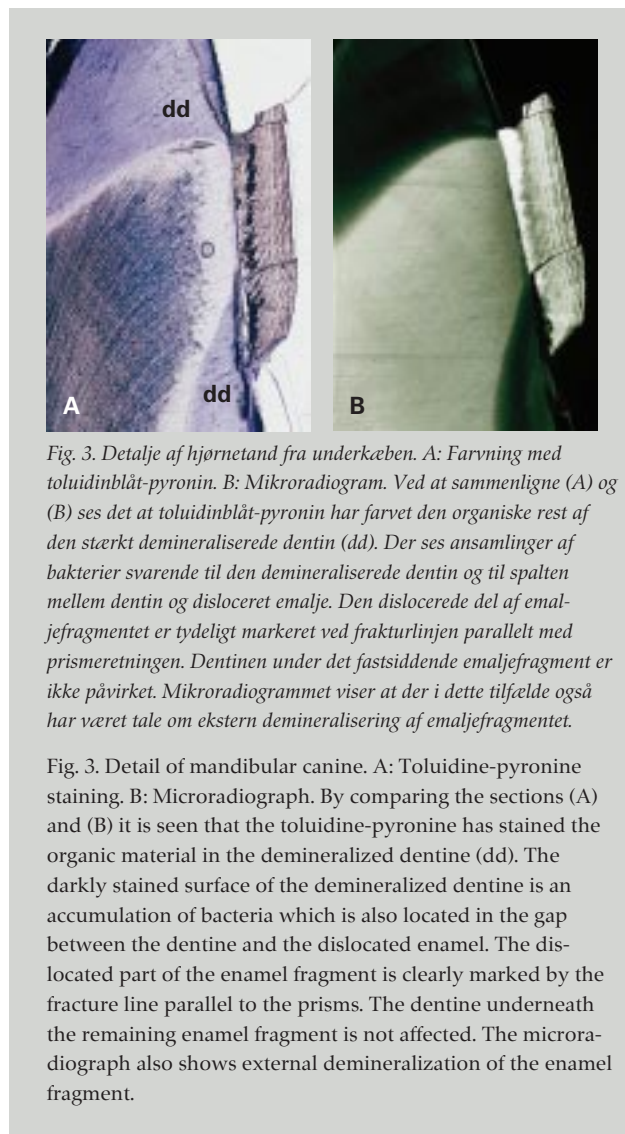 dd
dd
A
B
Fig. 3. Detalje af hjørnetand fra underkæben. A: Farvning med
toluidinblåt-pyronin. B: Mikroradiogram. Ved at sammenligne (A) og
(B) ses det at toluidinblåt-pyronin har farvet den organiske rest af
den stærkt demineraliserede dentin (dd). Der ses ansamlinger af
bakterier svarende til den demineraliserede dentin og til spalten
mellem dentin og disloceret emalje. Den dislocerede del af emal-
jefragmentet er tydeligt markeret ved frakturlinjen parallelt med
prismeretningen. Dentinen under det fastsiddende emaljefragment er
ikke påvirket. Mikroradiogrammet viser at der i dette tilfælde også
har været tale om ekstern demineralisering af emaljefragmentet.
Fig. 3. Detail of mandibular canine. A: Toluidine-pyronine
staining. B: Microradiograph. By comparing the sections (A)
and (B) it is seen that the toluidine-pyronine has stained the
organic material in the demineralized dentine (dd). The
darkly stained surface of the demineralized dentine is an
accumulation of bacteria which is also located in the gap
between the dentine and the dislocated enamel. The dis-
located part of the enamel fragment is clearly marked by the
fracture line parallel to the prisms. The dentine underneath
the remaining enamel fragment is not affected. The microra-
diograph also shows external demineralization of the enamel
fragment.